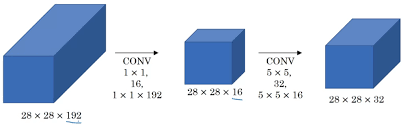 28 × 28 × 192
CONV
1 × 1,
16,
1 × 1 × 192
28 × 28 × 16
CONV
5 × 5,
32,
5 × 5 × 16
28 × 28 × 32